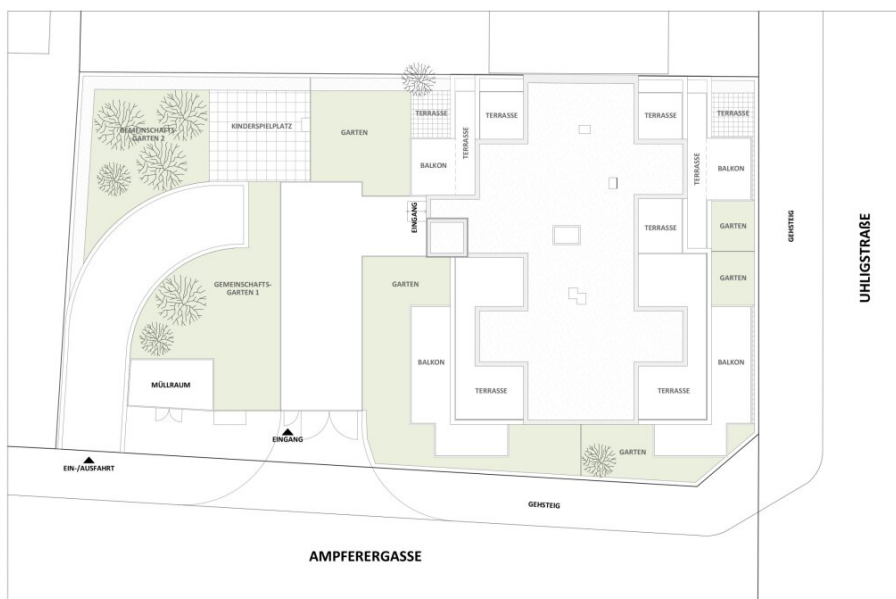 TERRASSE
TERRASSE
TERRASSE
TERRASSE
GEMEINSCHAFTS
GARTEN 2
KINDERSPIELPLATZ
GARTEN
TERRASSE
TERRASSE
BALKON
BALKON
EINGANG
GARTEN
TERRASSE
GEHSTEIG
UHLIGSTRAßE
GEMEINSCHAFTS-
GARTEN 1
GARTEN
GARTEN
BALKON
BALKON
MÜLLRAUM
TERRASSE
TERRASSE
EINGANG
GARTEN
EIN-/AUSFAHRT
GEHSTEIG
AMPFERERGASSE